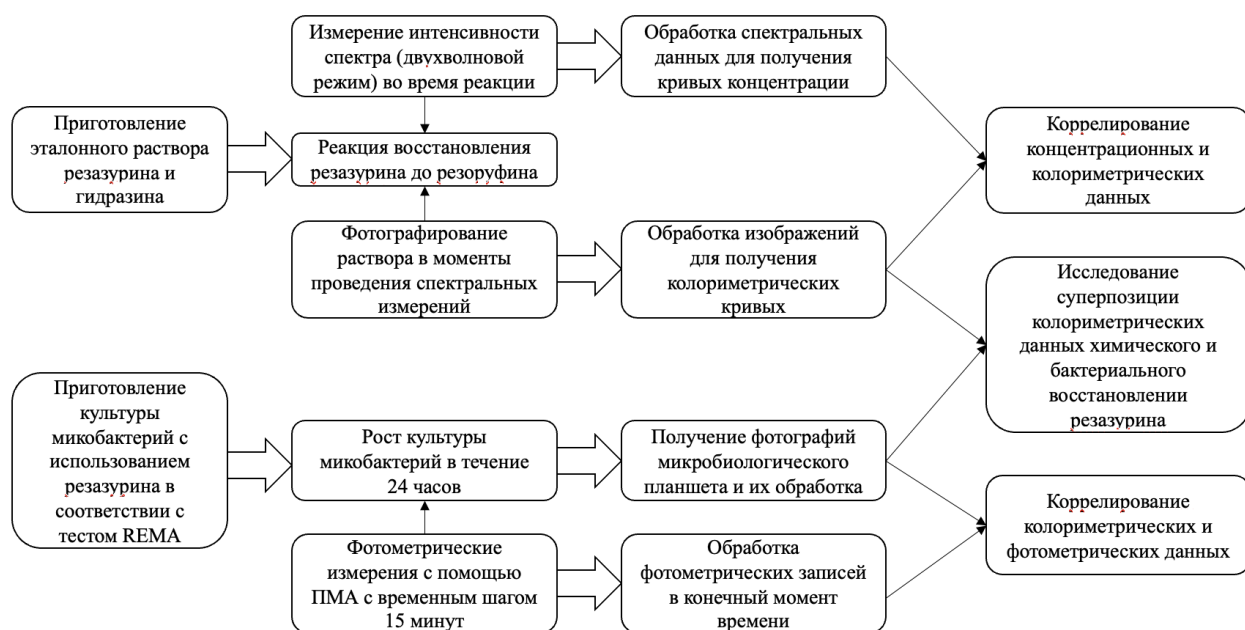 Измерение интенсивности
спектра (двухволновой
режим) во время реакции
Обработка спектральных
данных для получения
кривых концентрации
Приготовление
эталонного раствора
резазурина и
гидразина
Реакция восстановления
резазурина до резоруфина
Коррелирование
концентрационных и
колориметрических
данных
Фотографирование
раствора в моменты
проведения спектральных
измерений
Обработка изображений
для получения
колориметрических
кривых
Исследование
суперпозиции
колориметрических
данных химического и
бактериального
восстановлении
резазурина
Приготовление
культуры
микобактерий с
использованием
резазурина в
соответствии с
тестом REMA
Рост культуры
микобактерий в течение
24 часов
Получение фотографий
микробиологического
планшета и их обработка
Коррелирование
колориметрических и
фотометрических данных
Фотометрические
измерения с помощью
ПМА с временным шагом
15 минут
Обработка
фотометрических записей
в конечный момент
времени